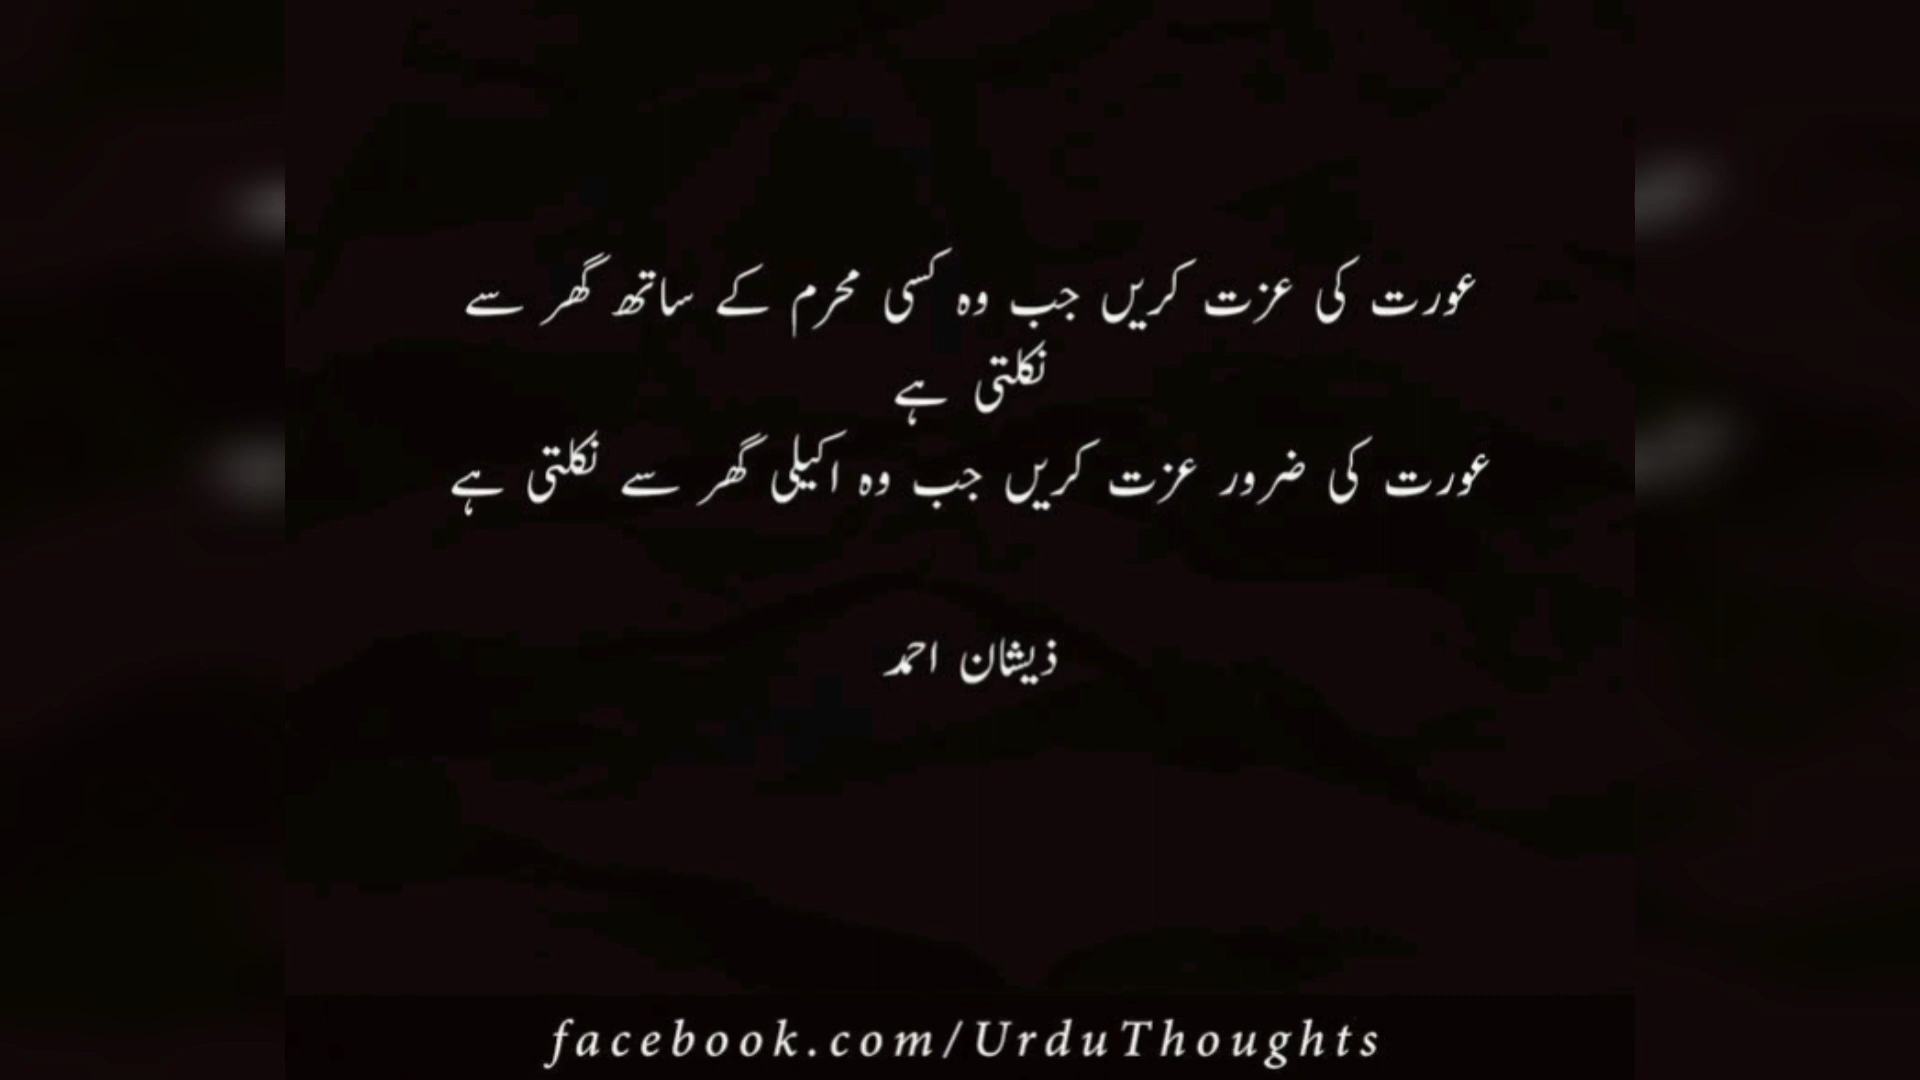 عورت کی عزت کریں جب وہ کسی محرم کے ساتھ گھر سے
نکلتی ہے
عورت کی ضرور عزت کریں جب وہ اکیلی گھر سے نکلتی ہے
ذیشان احمد
facebook.com/UrduThoughts